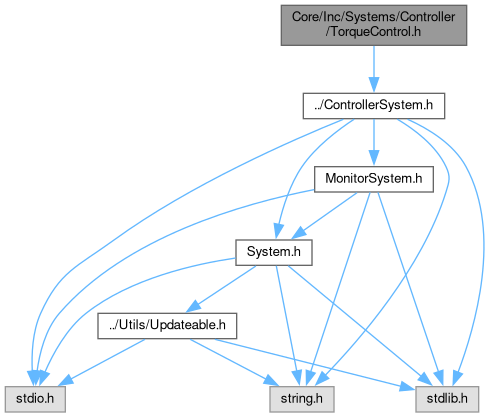 Core/Inc/Systems/Controller
/TorqueControl.h
../ControllerSystem.h
MonitorSystem.h
System.h
../Utils/Updateable.h
stdio.h
string.h
stdlib.h